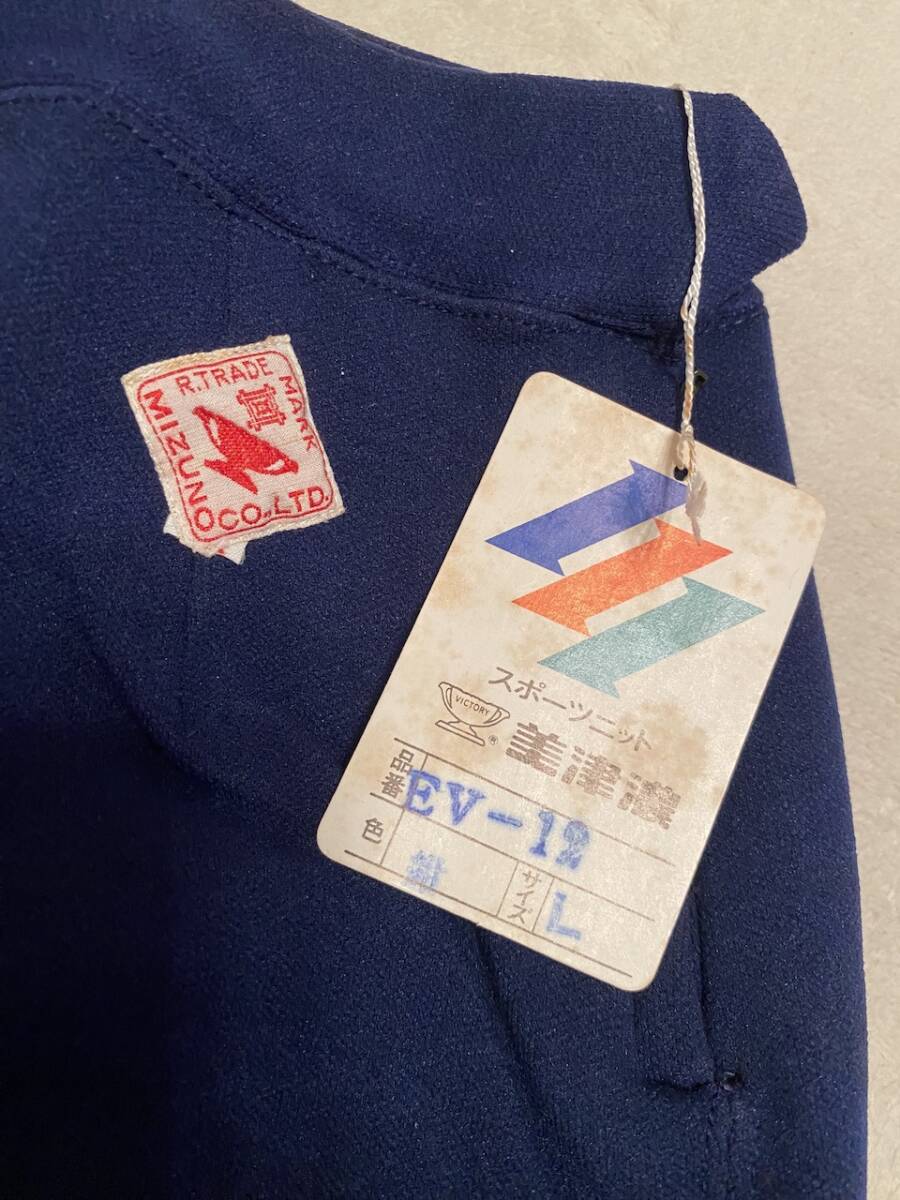 R.TRADE MARK
MIZUNO CO.,LTD.
スポーツニット
VICTORY
®
美津濃
品番 EV-12
色 紺
サイズ L